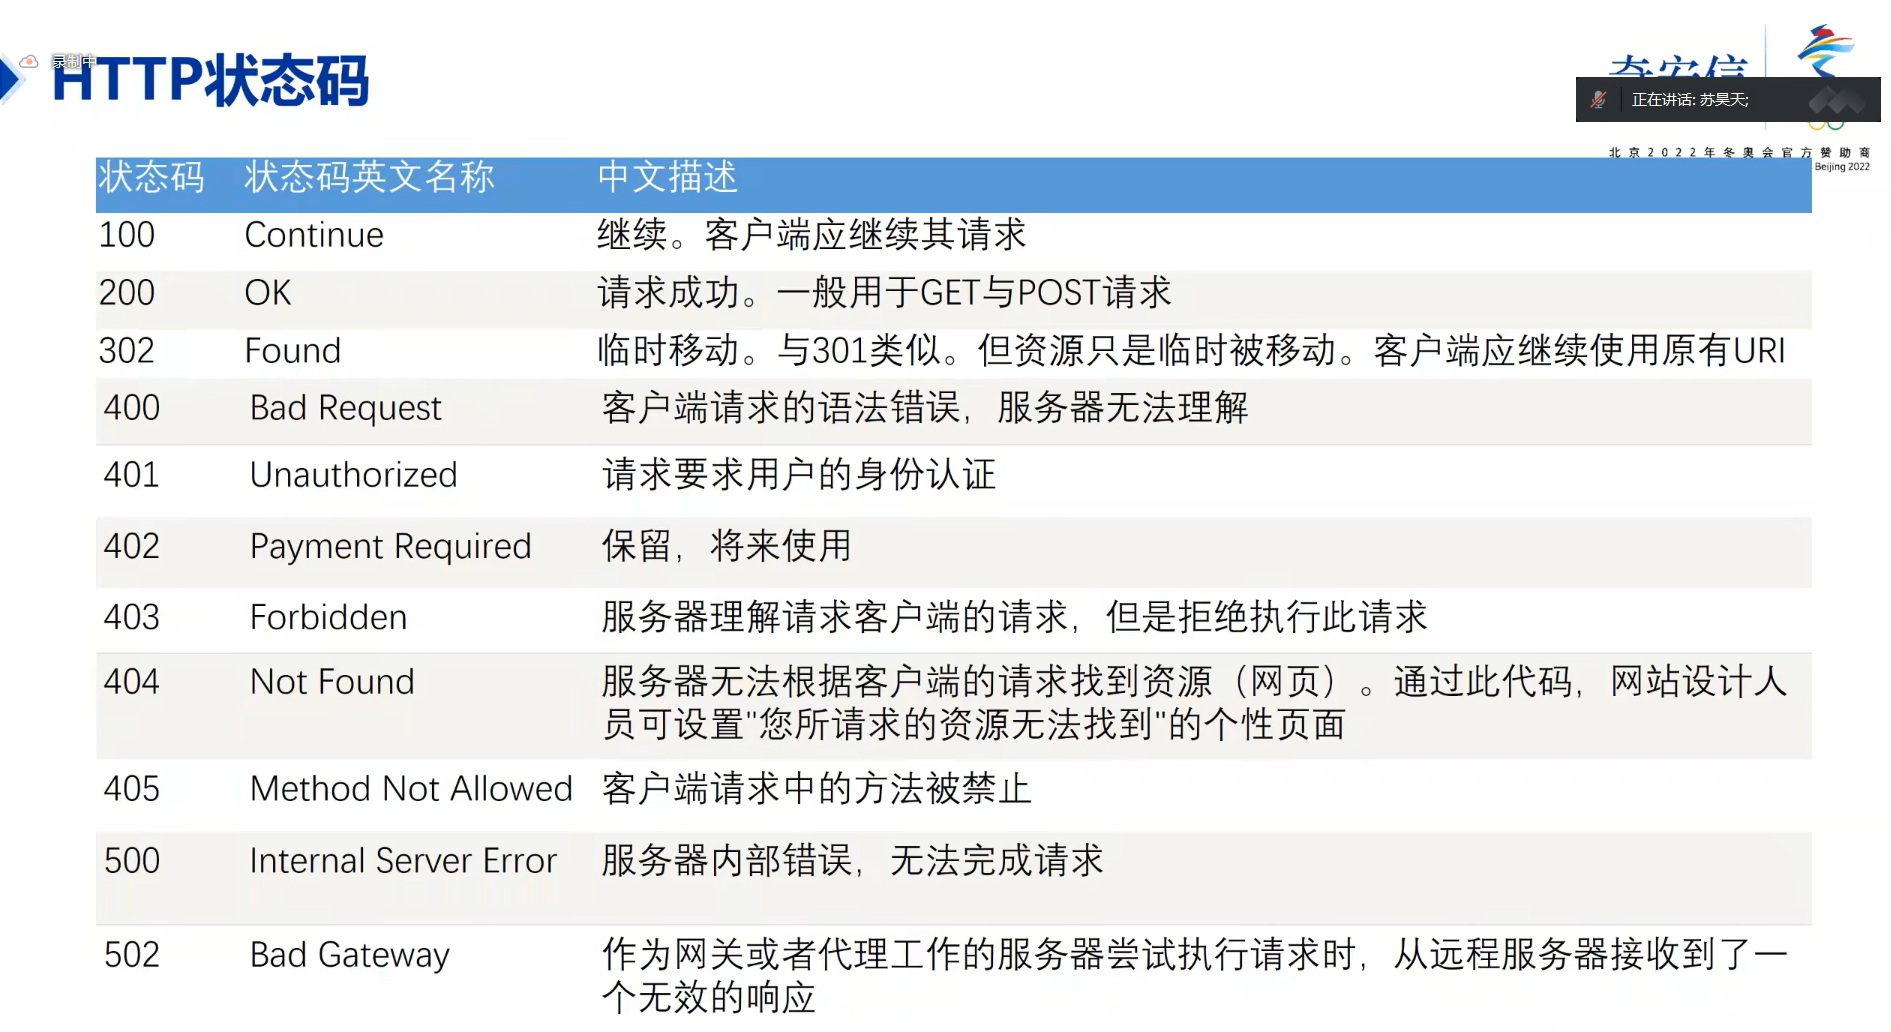 录制中
HTTP状态码
奇安信
正在讲话: 苏昊天;
北京2022年冬奥会官方赞助商
Beijing 2022
状态码 状态码英文名称 中文描述
100 Continue 继续。客户端应继续其请求
200 OK 请求成功。一般用于GET与POST请求
302 Found 临时移动。与301类似。但资源只是临时被移动。客户端应继续使用原有URI
400 Bad Request 客户端请求的语法错误，服务器无法理解
401 Unauthorized 请求要求用户的身份认证
402 Payment Required 保留，将来使用
403 Forbidden 服务器理解请求客户端的请求，但是拒绝执行此请求
404 Not Found 服务器无法根据客户端的请求找到资源（网页）。通过此代码，网站设计人
员可设置"您所请求的资源无法找到"的个性页面
405 Method Not Allowed 客户端请求中的方法被禁止
500 Internal Server Error 服务器内部错误，无法完成请求
502 Bad Gateway 作为网关或者代理工作的服务器尝试执行请求时，从远程服务器接收到了一
个无效的响应